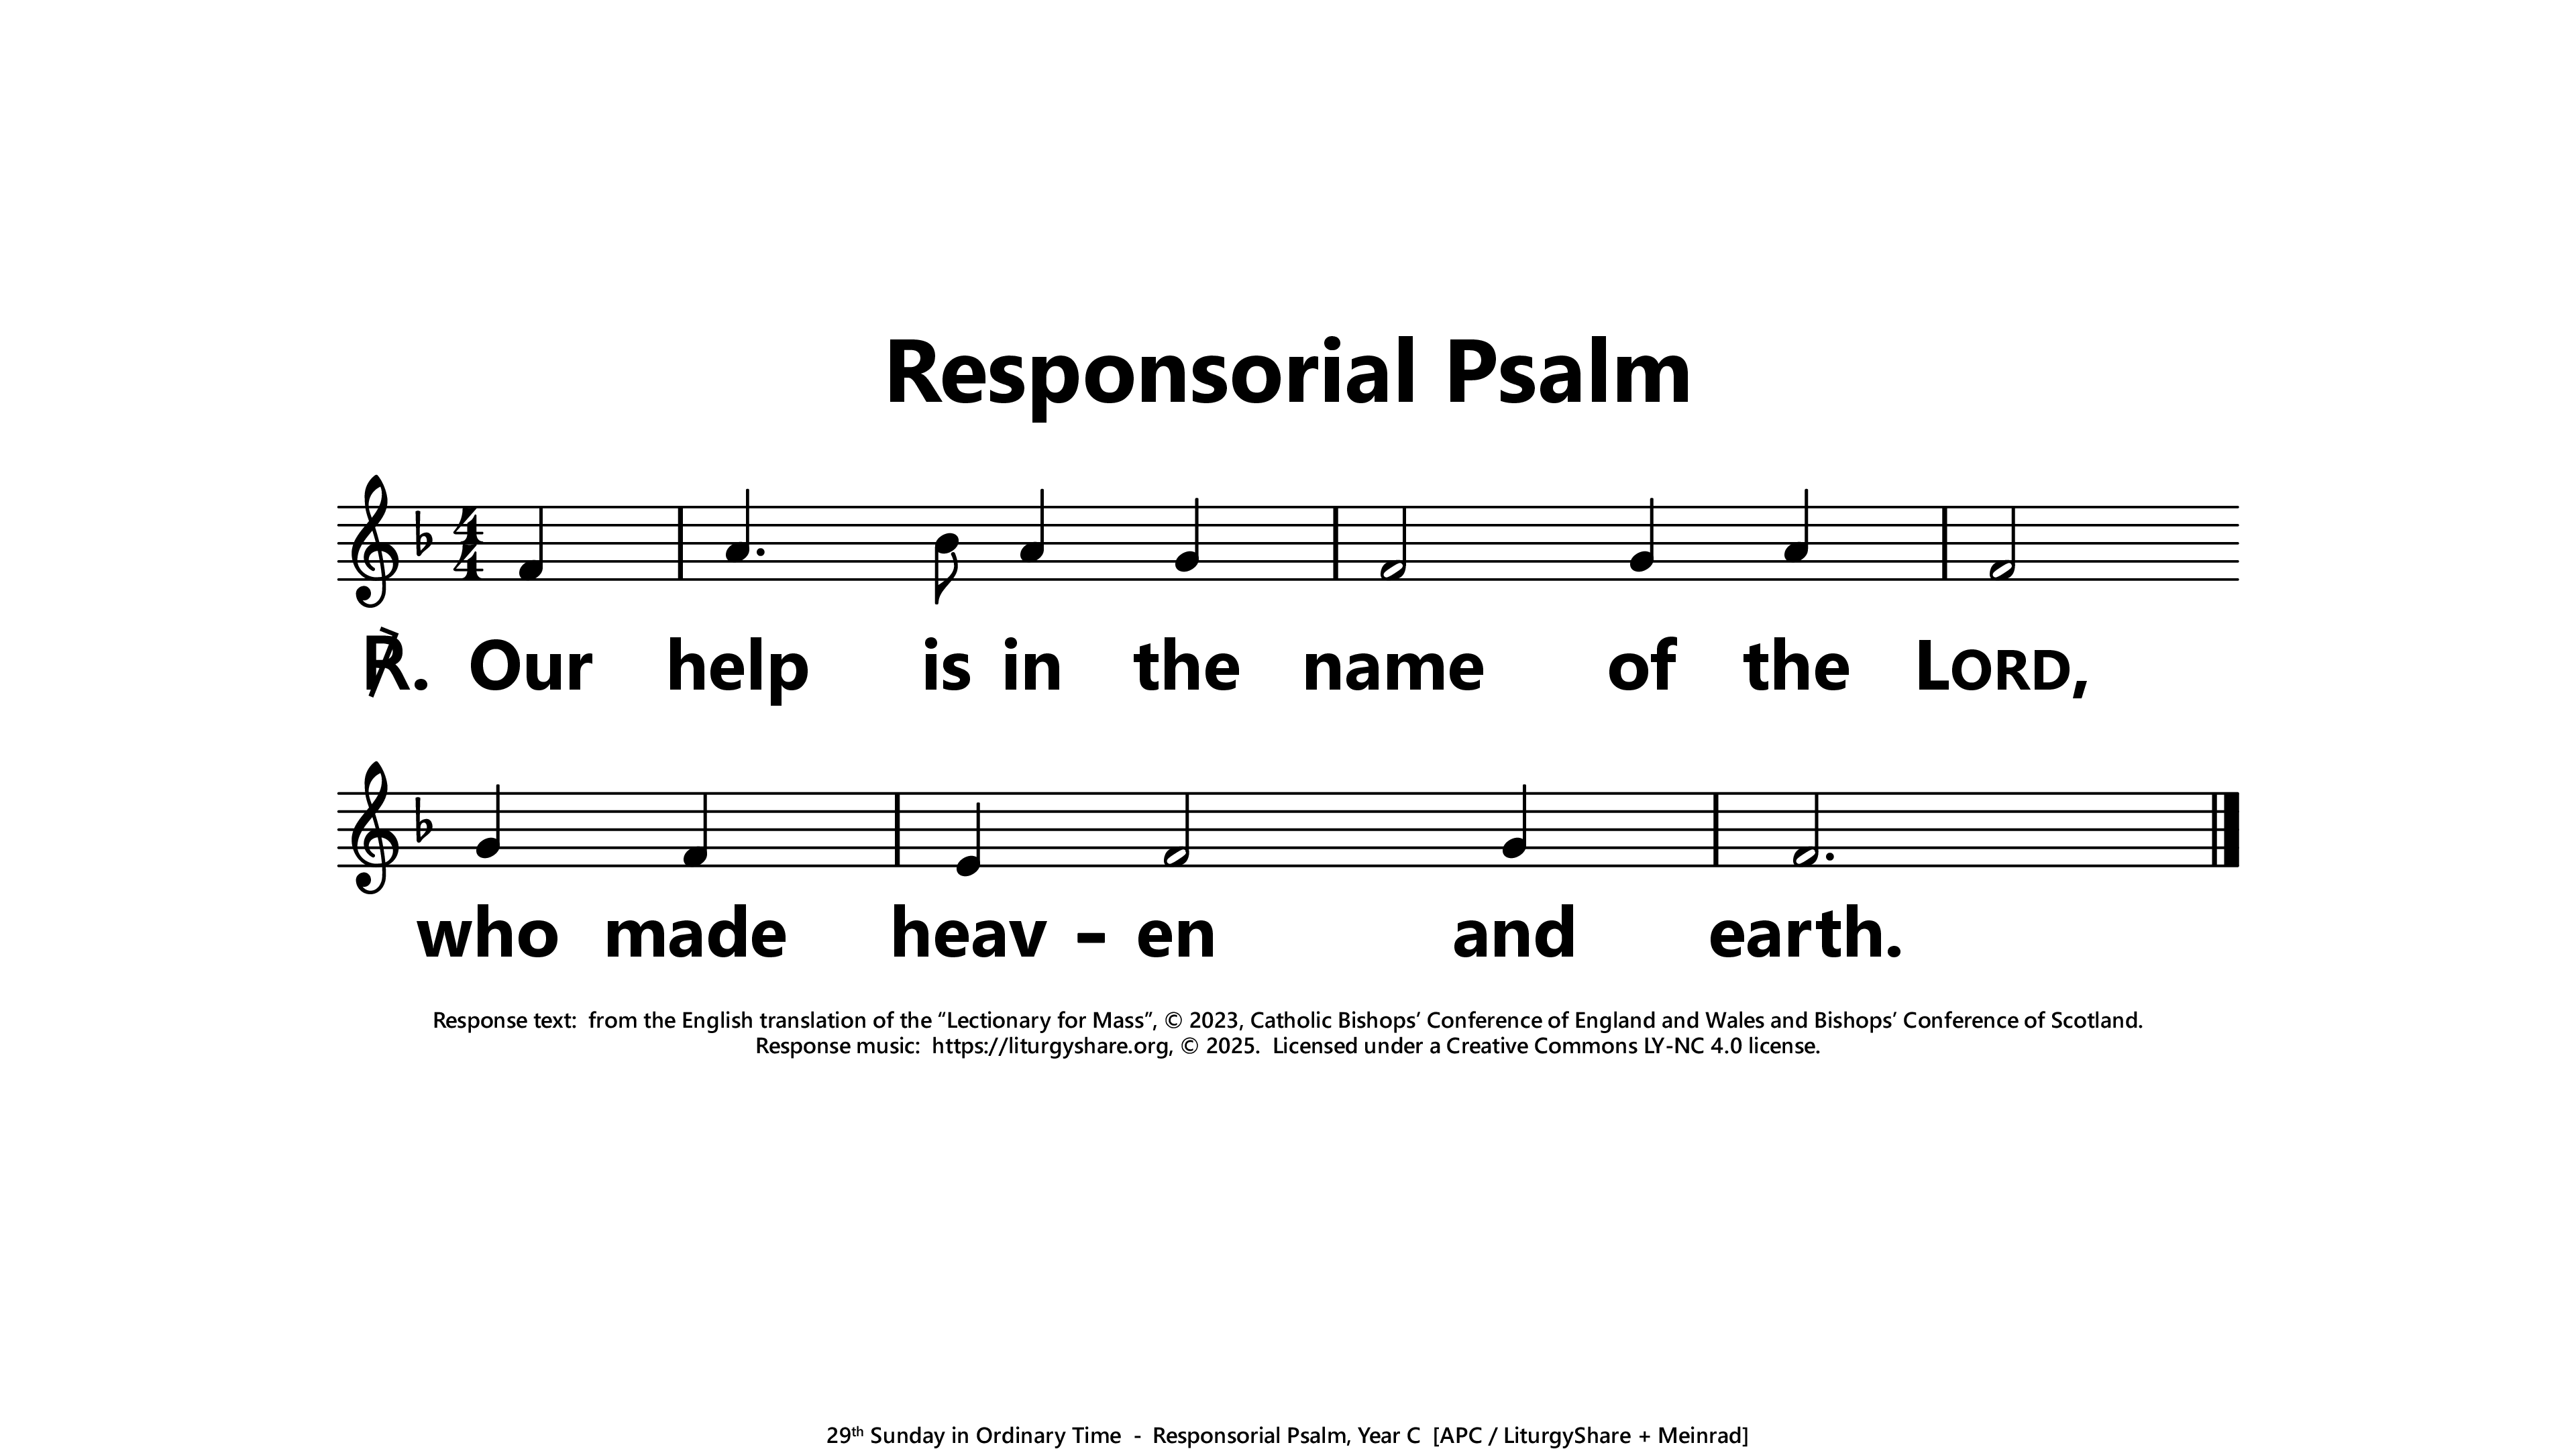 Responsorial Psalm
℟. Our help is in the name of the LORD,
who made heav - en and earth.
Response text:  from the English translation of the “Lectionary for Mass”, © 2023, Catholic Bishops’ Conference of England and Wales and Bishops’ Conference of Scotland.
Response music:  https://liturgyshare.org, © 2025.  Licensed under a Creative Commons LY-NC 4.0 license.
29th Sunday in Ordinary Time  -  Responsorial Psalm, Year C  [APC / LiturgyShare + Meinrad]